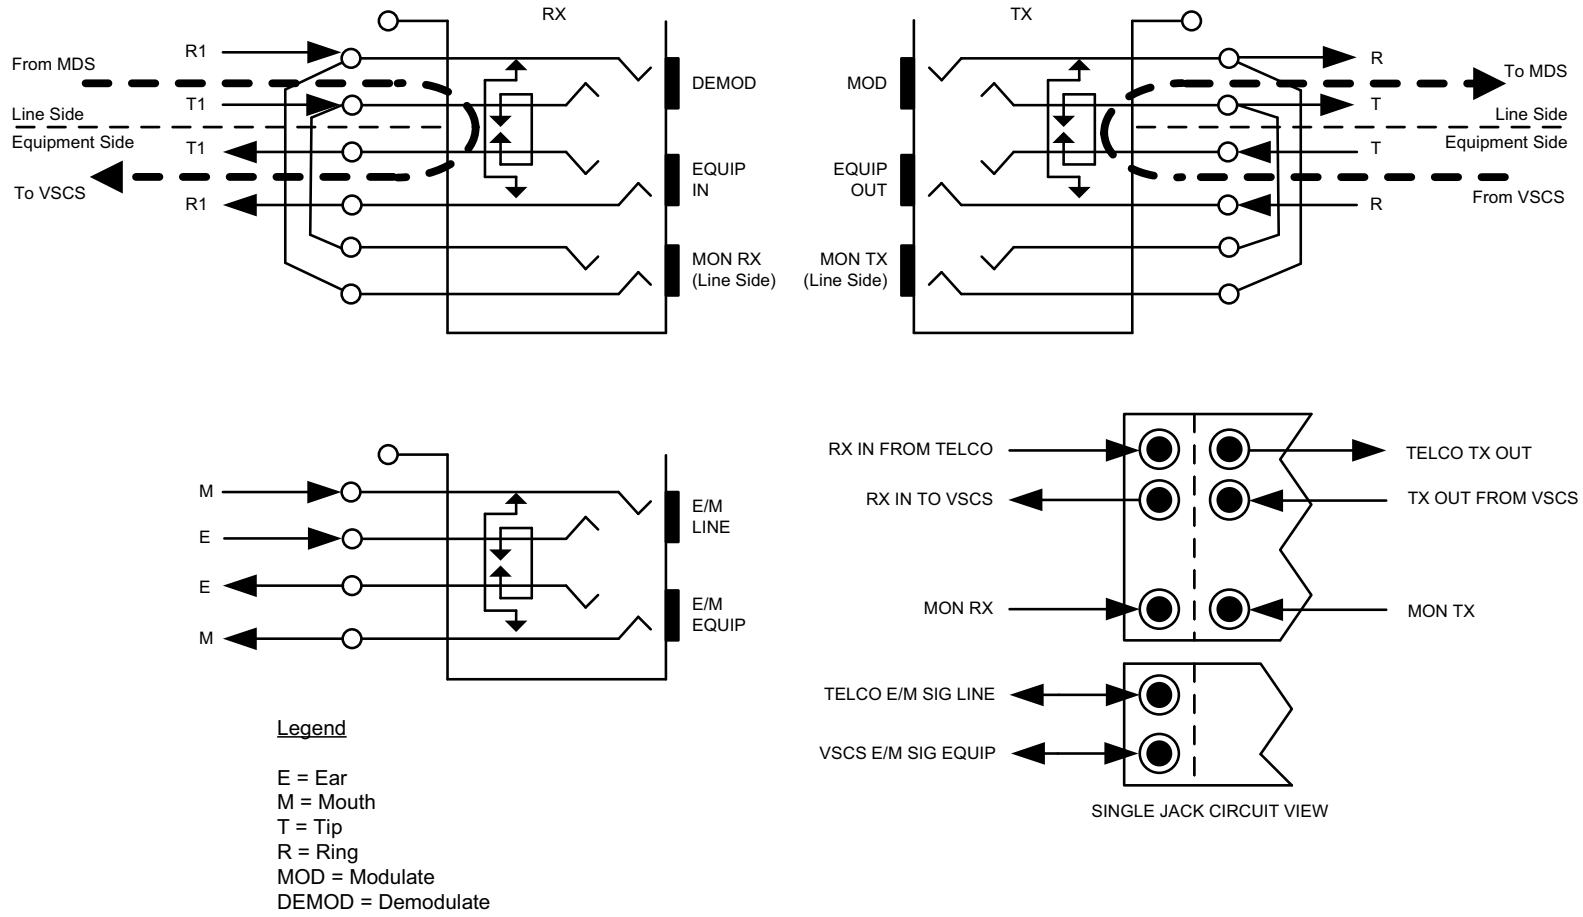 RX
R1
From MDS
T1
Line Side
Equipment Side
T1
To VSCS
R1
DEMOD
EQUIP
IN
MON RX
(Line Side)
TX
MOD
EQUIP
OUT
MON TX
(Line Side)
R
To MDS
T
Line Side
Equipment Side
T
From VSCS
R
M
E
E
M
E/M
LINE
E/M
EQUIP
RX IN FROM TELCO
TELCO TX OUT
RX IN TO VSCS
TX OUT FROM VSCS
MON RX
MON TX
TELCO E/M SIG LINE
VSCS E/M SIG EQUIP
SINGLE JACK CIRCUIT VIEW
Legend
E = Ear
M = Mouth
T = Tip
R = Ring
MOD = Modulate
DEMOD = Demodulate